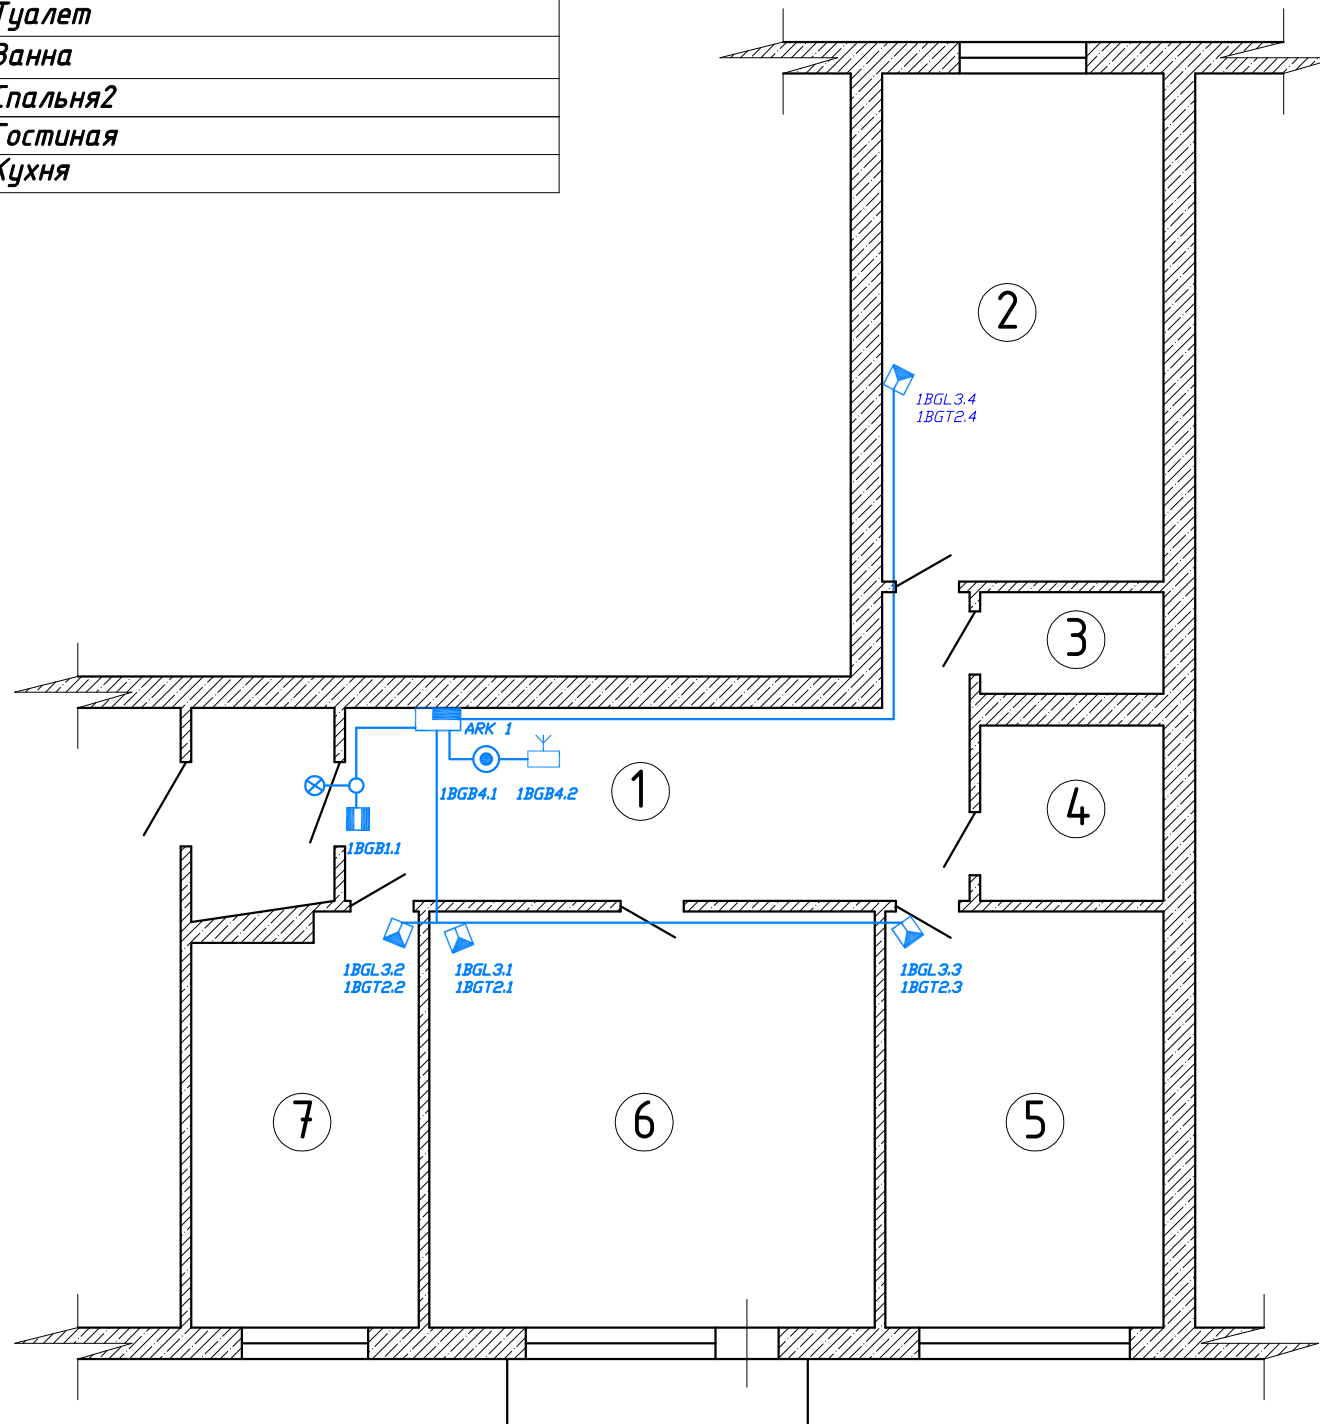 Туалет
Ванна
Спальня2
Гостиная
Кухня
2
1BGL3.4
1BGT2.4
3
ARK 1
1BGB4.1 1BGB4.2
1
4
1BGB1.1
1BGL3.2 1BGL3.1 1BGL3.3
1BGT2.2 1BGT2.1 1BGT2.3
7 6 5